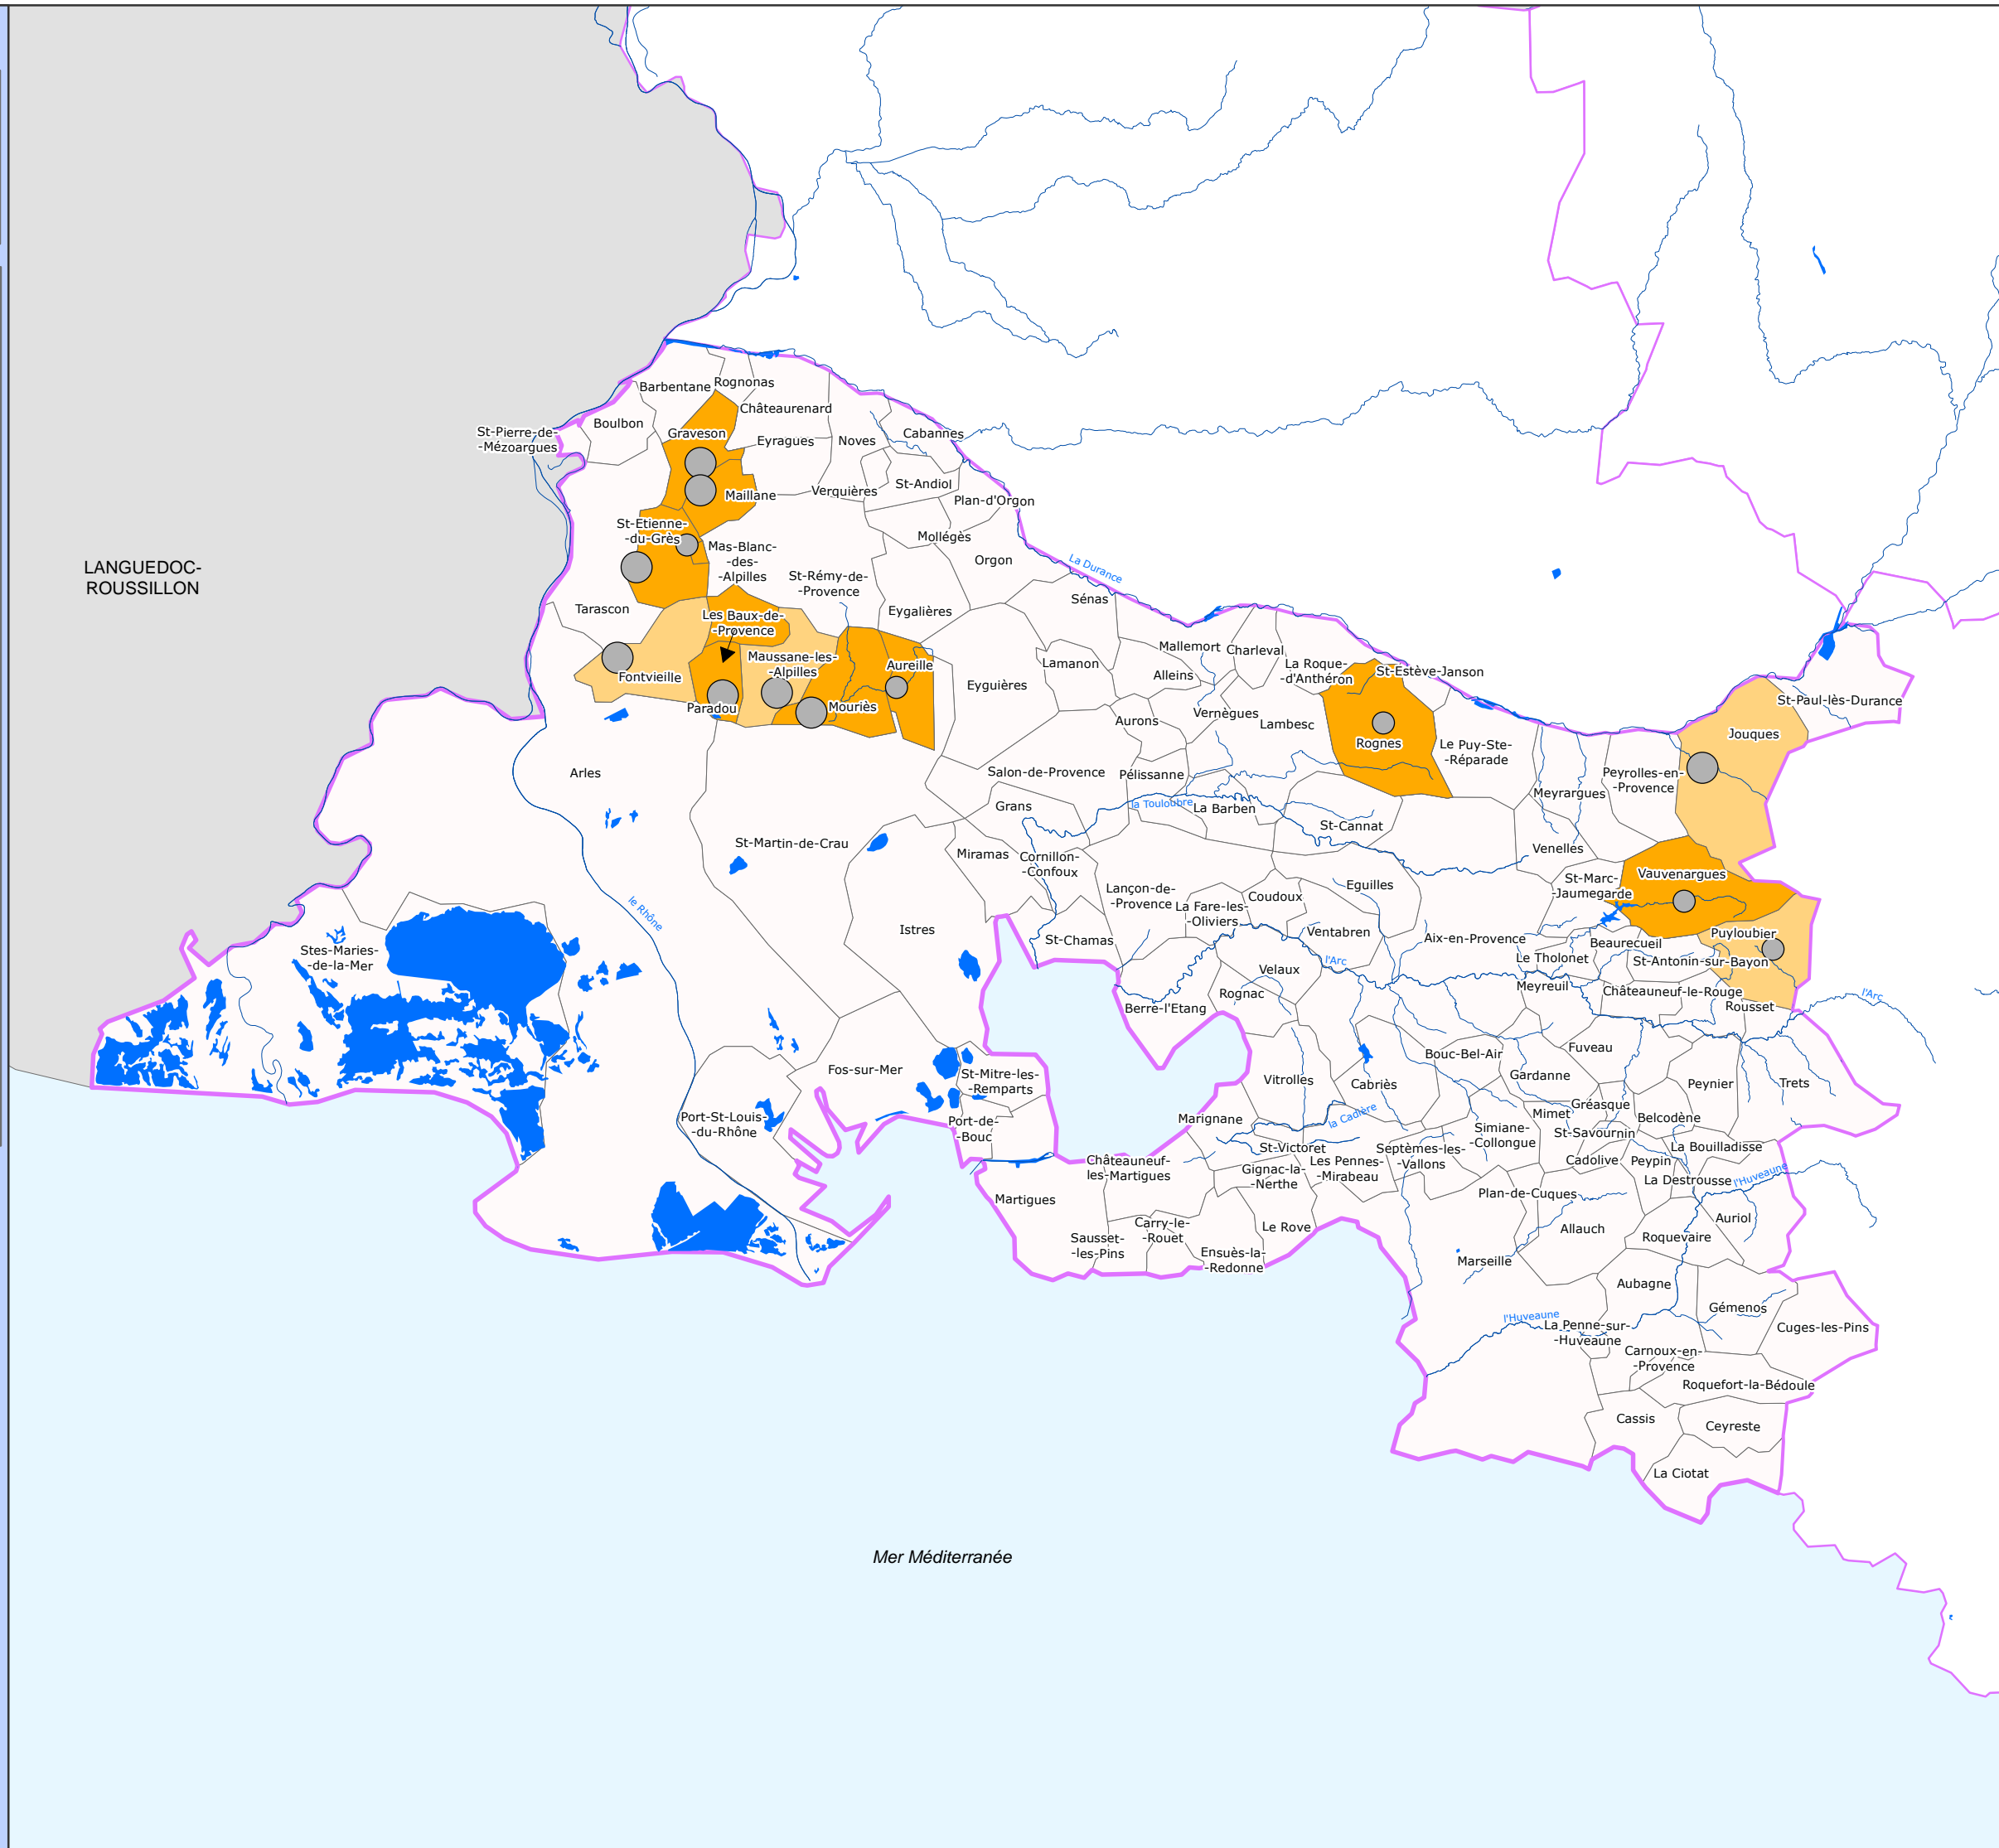 Barbentane
Rognonas
Châteaurenard
Boulbon
Graveson
St-Pierre-de-
-Mézoargues
Eyragues
Noves
Cabannes
Maillane
Verquières
St-Andiol
Plan-d'Orgon
St-Etienne-
-du-Grès
Mollégès
Mas-Blanc-
-des-
-Alpilles
Orgon
La Durance
LANGUEDOC-
ROUSSILLON
St-Rémy-de-
-Provence
Tarascon
Eygalières
Sénas
Les Baux-de-
-Provence
Maussane-les-
-Alpilles
Aureille
Fontvieille
Paradou
Mouriès
Eyguières
Lamanon
Mallemort
Alleins
Charleval
La Roque-
-d'Anthéron
St-Estève-Janson
Aurons
Vernègues
Lambesc
Rognes
Le Puy-Ste-
-Réparade
St-Paul-lès-Durance
Jouques
Peyrolles-en-
-Provence
Meyrargues
Arles
Salon-de-Provence
Pélissanne
Grans
la Touloubre
La Barben
St-Cannat
St-Martin-de-Crau
Miramas
Cornillon-
-Confoux
Venelles
Vauvenargues
St-Marc-
-Jaumegarde
Lançon-de-
-Provence
La Fare-les-
-Oliviers
Coudoux
Eguilles
le Rhône
Istres
St-Chamas
Ventabren
Aix-en-Provence
Puyloubier
Beaurecueil
Le Tholonet
St-Antonin-sur-Bayon
Stes-Maries-
-de-la-Mer
Velaux
l'Arc
Rognac
Berre-l'Etang
Meyreuil
Châteauneuf-le-Rouge
Rousset
l'Arc
Fos-sur-Mer
St-Mitre-les-
-Remparts
Vitrolles
Cabriès
Bouc-Bel-Air
Fuveau
Gardanne
Peynier
Trets
Port-St-Louis-
-du-Rhône
Port-de-
-Bouc
Marignane
la Cadière
Simiane-
-Collongue
Mimet
Gréasque
Belcodène
St-Savournin
La Bouilladisse
St-Victoret
Septèmes-les-
-Vallons
Châteauneuf-
les-Martigues
Gignac-la-
-Nerthe
Les Pennes-
-Mirabeau
Cadolive
Peypin
La Destrousse
l'Huveaune
Martigues
Plan-de-Cuques
Sausset-
-les-Pins
Carry-le-
-Rouet
Le Rove
Ensuès-la-
-Redonne
Allauch
Auriol
Roquevaire
Marseille
Aubagne
Gémenos
l'Huveaune
La Penne-sur-
-Huveaune
Cuges-les-Pins
Carnoux-en-
-Provence
Roquefort-la-Bédoule
Cassis
Ceyreste
La Ciotat
Mer Méditerranée